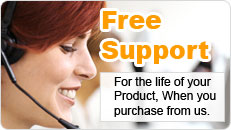 Free
Support
For the life of your
Product, When you
purchase from us.